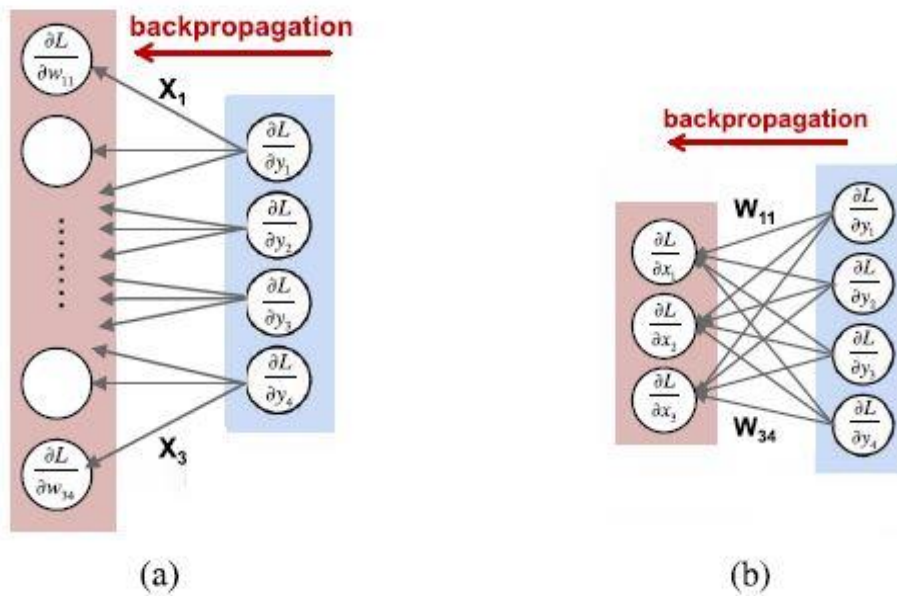 backpropagation
∂L
∂w₁₁
X₁
∂L
∂y₁
∂L
∂y₂
∂L
∂y₃
∂L
∂y₄
X₃
∂L
∂w₃₄
(a)
backpropagation
W₁₁
∂L
∂x₁
∂L
∂x₂
∂L
∂x₃
∂L
∂y₁
∂L
∂y₂
∂L
∂y₃
∂L
∂y₄
W₃₄
(b)